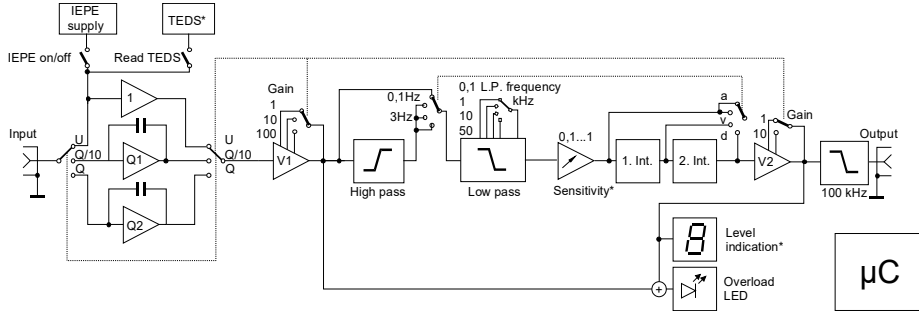 IEPE
supply
TEDS*
IEPE on/off
Read TEDS
Input
U
Q/10
Q
1
Q1
Q2
U
Q/10
Q
Gain
1
10
100
V1
0,1Hz
3Hz
High pass
0,1 L.P. frequency
kHz
1
10
50
Low pass
0,1...1
Sensitivity*
1. Int.
2. Int.
a
v
d
Gain
1
10
V2
100 kHz
Output
8
Level
indication*
Overload
LED
+
µC